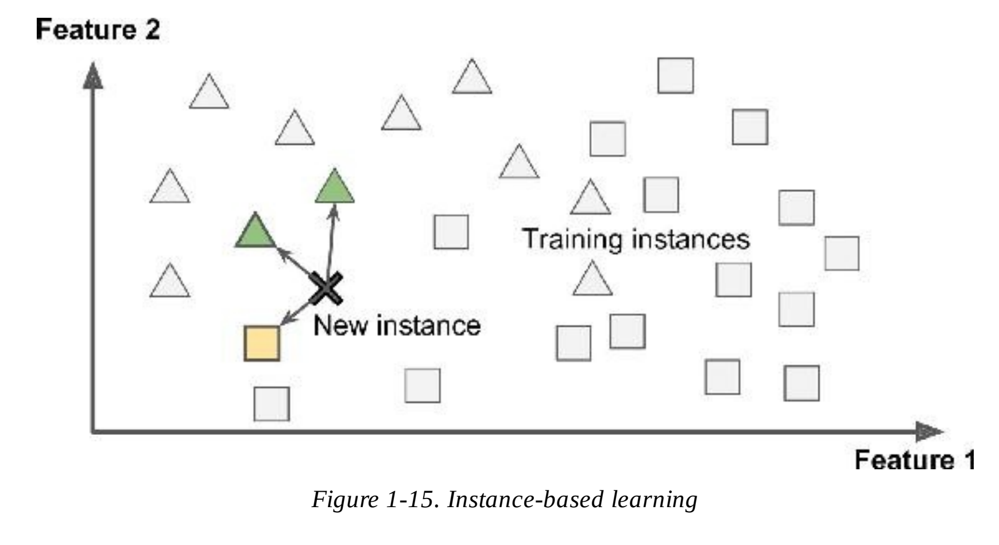 Feature 2
Training instances
New instance
Feature 1
Figure 1-15. Instance-based learning